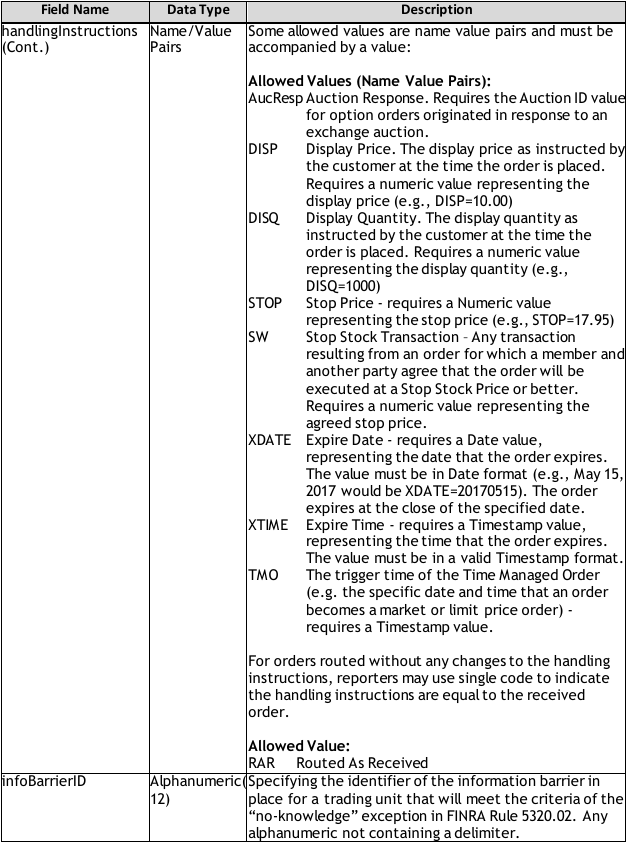 Field Name Data Type Description
handlingInstructions (Cont.)
Name/Value Pairs
Some allowed values are name value pairs and must be
accompanied by a value:
Allowed Values (Name Value Pairs):
AucResp Auction Response. Requires the Auction ID value
for option orders originated in response to an
exchange auction.
DISP Display Price. The display price as instructed by
the customer at the time the order is placed.
Requires a numeric value representing the
display price (e.g., DISP=10.00)
DISQ Display Quantity. The display quantity as
instructed by the customer at the time the
order is placed. Requires a numeric value
representing the display quantity (e.g.,
DISQ=1000)
STOP Stop Price - requires a Numeric value
representing the stop price (e.g., STOP=17.95)
SW Stop Stock Transaction – Any transaction
resulting from an order for which a member and
another party agree that the order will be
executed at a Stop Stock Price or better.
Requires a numeric value representing the
agreed stop price.
XDATE Expire Date - requires a Date value,
representing the date that the order expires.
The value must be in Date format (e.g., May 15,
2017 would be XDATE=20170515). The order
expires at the close of the specified date.
XTIME Expire Time - requires a Timestamp value,
representing the time that the order expires.
The value must be in a valid Timestamp format.
TMO The trigger time of the Time Managed Order
(e.g. the specific date and time that an order
becomes a market or limit price order) -
requires a Timestamp value.
For orders routed without any changes to the handling
instructions, reporters may use single code to indicate
the handling instructions are equal to the received
order.
Allowed Value:
RAR Routed As Received
infoBarrierID
Alphanumeric(
12)
Specifying the identifier of the information barrier in
place for a trading unit that will meet the criteria of the
“no-knowledge” exception in FINRA Rule 5320.02. Any
alphanumeric not containing a delimiter.